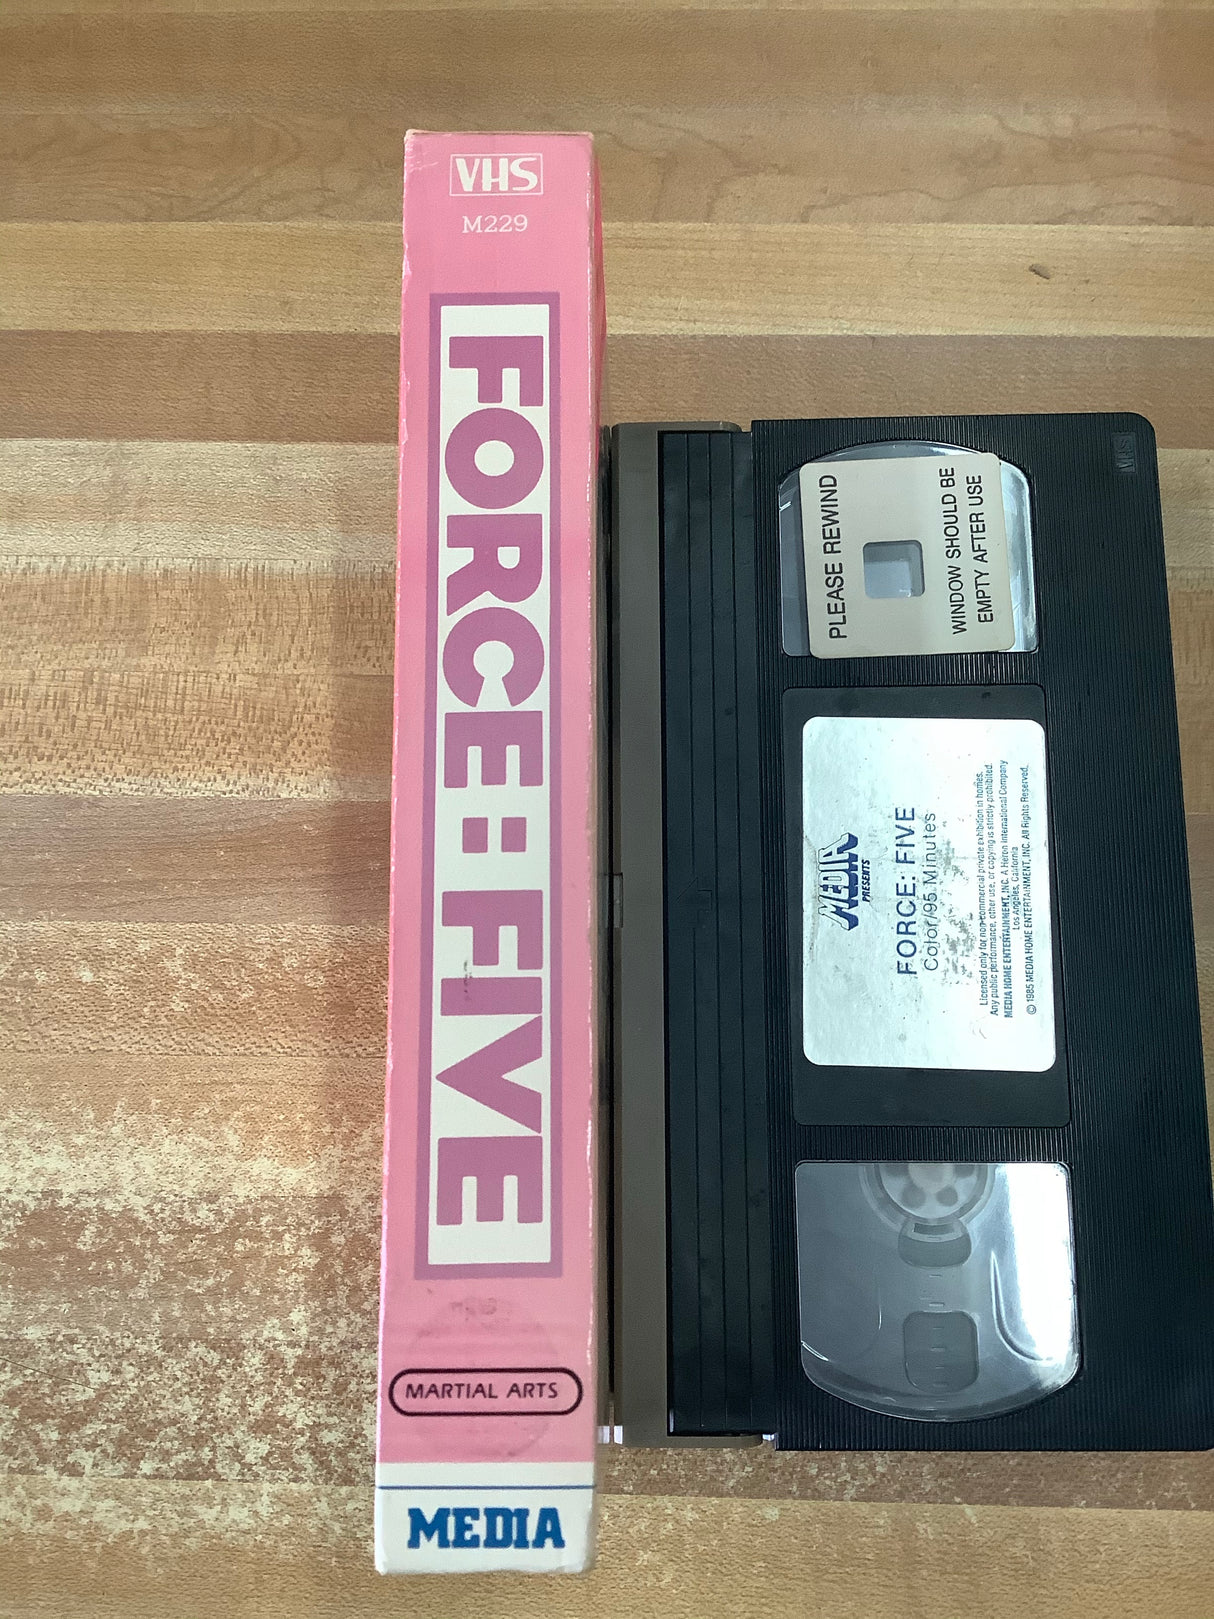 VHS
M229
FORCE: FIVE
MARTIAL ARTS
MEDIA
VHS
PLEASE REWIND
WINDOW SHOULD BE
EMPTY AFTER USE
MEDIA
PRESENTS
FORCE: FIVE
Color/95 Minutes
Licensed only for non-commercial private exhibition in homes.
Any public performance, other use, or copying is strictly prohibited.
MEDIA HOME ENTERTAINMENT, INC. A Heron International Company
Los Angeles, California
© 1985 MEDIA HOME ENTERTAINMENT, INC. All Rights Reserved.